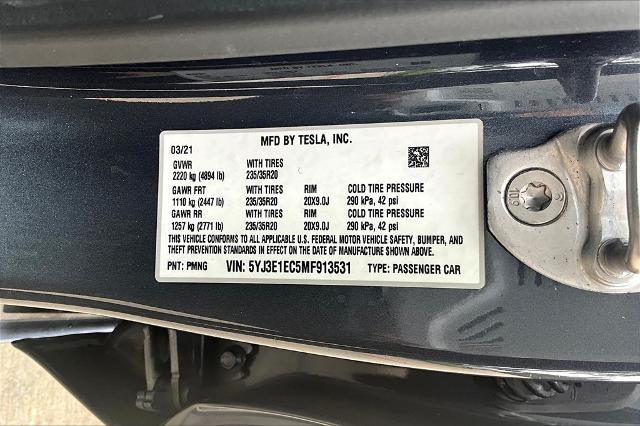 MFD BY TESLA, INC.
03/21
GVWR WITH TIRES
2220 kg (4894 lb) 235/35R20
GAWR FRT WITH TIRES RIM COLD TIRE PRESSURE
1110 kg (2447 lb) 235/35R20 20X9.0J 290 kPa, 42 psi
GAWR RR WITH TIRES RIM COLD TIRE PRESSURE
1257 kg (2771 lb) 235/35R20 20X9.0J 290 kPa, 42 psi
THIS VEHICLE CONFORMS TO ALL APPLICABLE U.S. FEDERAL MOTOR VEHICLE SAFETY, BUMPER, AND
THEFT PREVENTION STANDARDS IN EFFECT ON THE DATE OF MANUFACTURE SHOWN ABOVE.
PNT: PMNG VIN: 5YJ3E1EC5MF913531 TYPE: PASSENGER CAR